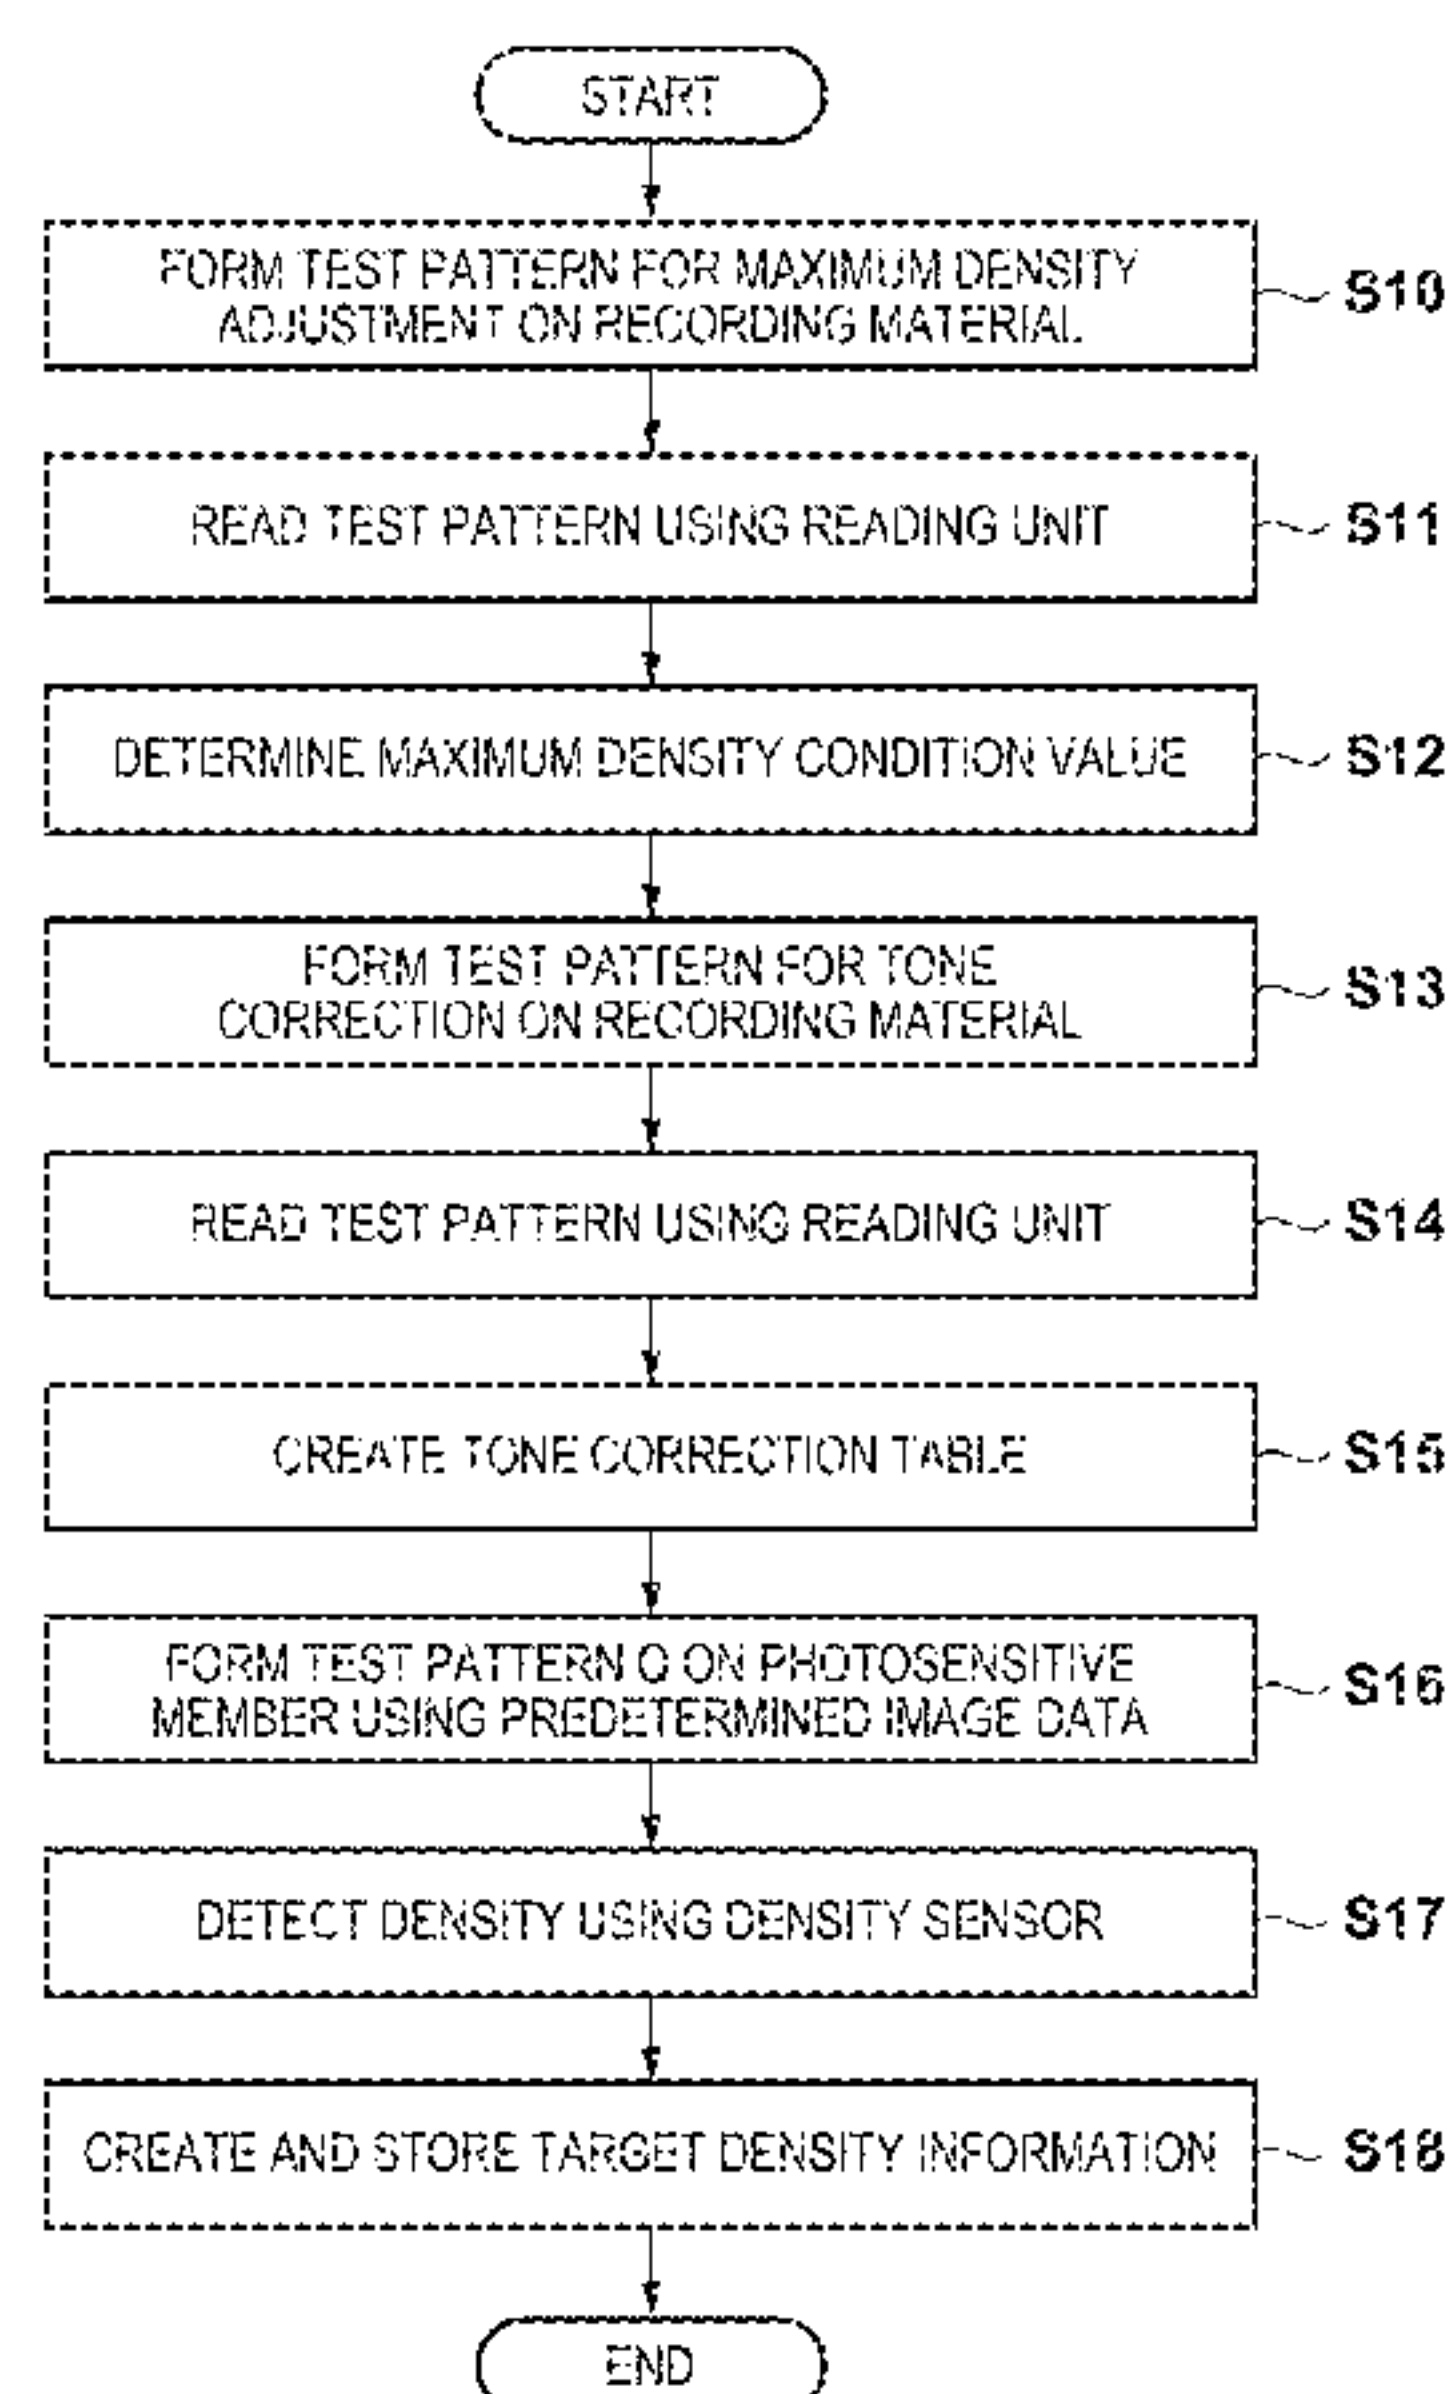 START
FORM TEST PATTERN FOR MAXIMUM DENSITY
ADJUSTMENT ON RECORDING MATERIAL
S10
READ TEST PATTERN USING READING UNIT
S11
DETERMINE MAXIMUM DENSITY CONDITION VALUE
S12
FORM TEST PATTERN FOR TONE
CORRECTION ON RECORDING MATERIAL
S13
READ TEST PATTERN USING READING UNIT
S14
CREATE TONE CORRECTION TABLE
S15
FORM TEST PATTERN Q ON PHOTOSENSITIVE
MEMBER USING PREDETERMINED IMAGE DATA
S16
DETECT DENSITY USING DENSITY SENSOR
S17
CREATE AND STORE TARGET DENSITY INFORMATION
S18
END